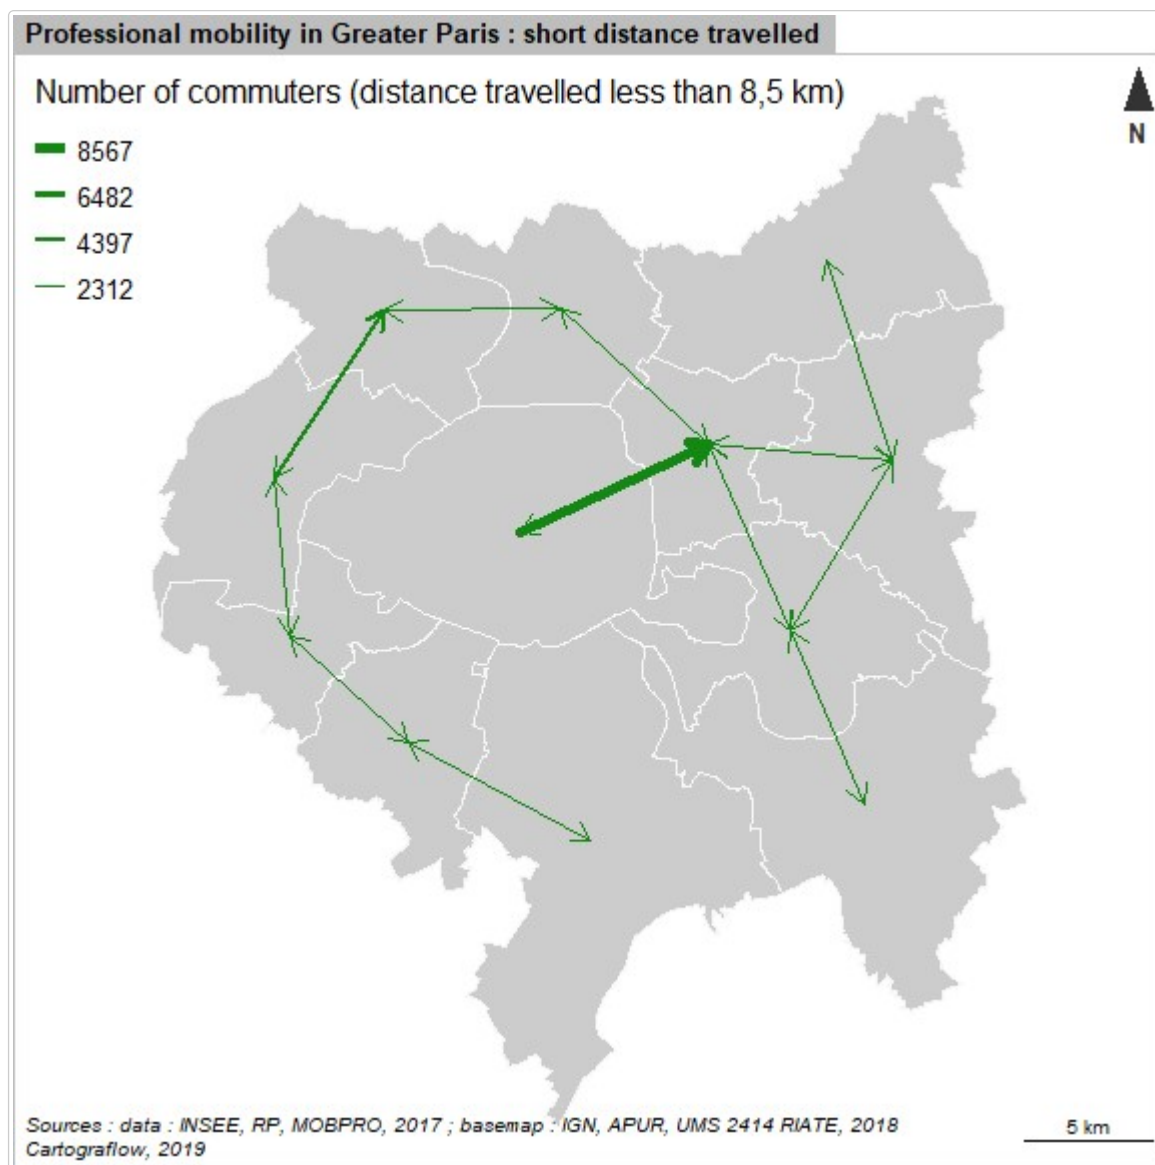 Professional mobility in Greater Paris : short distance travelled
Number of commuters (distance travelled less than 8,5 km)
8567
6482
4397
2312
N
Sources : data : INSEE, RP, MOBPRO, 2017 ; basemap : IGN, APUR, UMS 2414 RIATE, 2018
Cartograflow, 2019
5 km